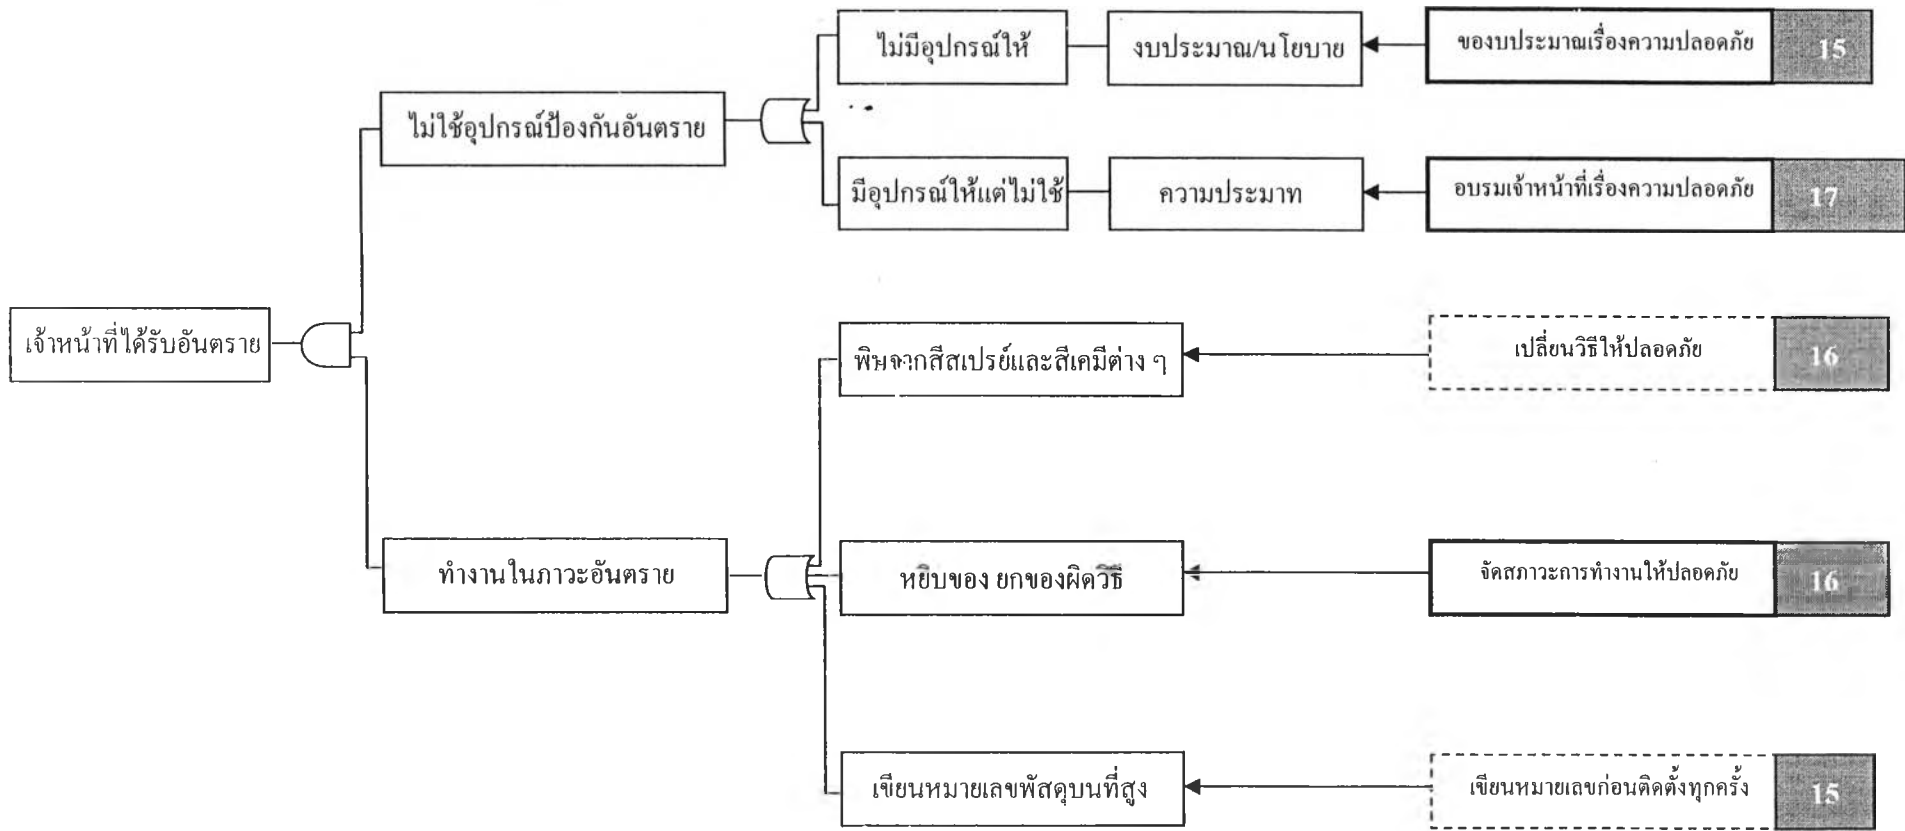 ไม่มีอุปกรณ์ให้
งบประมาณ/นโยบาย
ของบประมาณเรื่องความปลอดภัย
15
ไม่ใช้อุปกรณ์ป้องกันอันตราย
มีอุปกรณ์ให้แต่ไม่ใช้
ความประมาท
อบรมเจ้าหน้าที่เรื่องความปลอดภัย
17
เจ้าหน้าที่ได้รับอันตราย
พิษจากสีสเปรย์และสีเคมีต่าง ๆ
เปลี่ยนวิธีให้ปลอดภัย
16
ทำงานในภาวะอันตราย
หยิบของ ยกของผิดวิธี
จัดสภาวะการทำงานให้ปลอดภัย
16
เขียนหมายเลขพัสดุบนที่สูง
เขียนหมายเลขก่อนติดตั้งทุกครั้ง
15